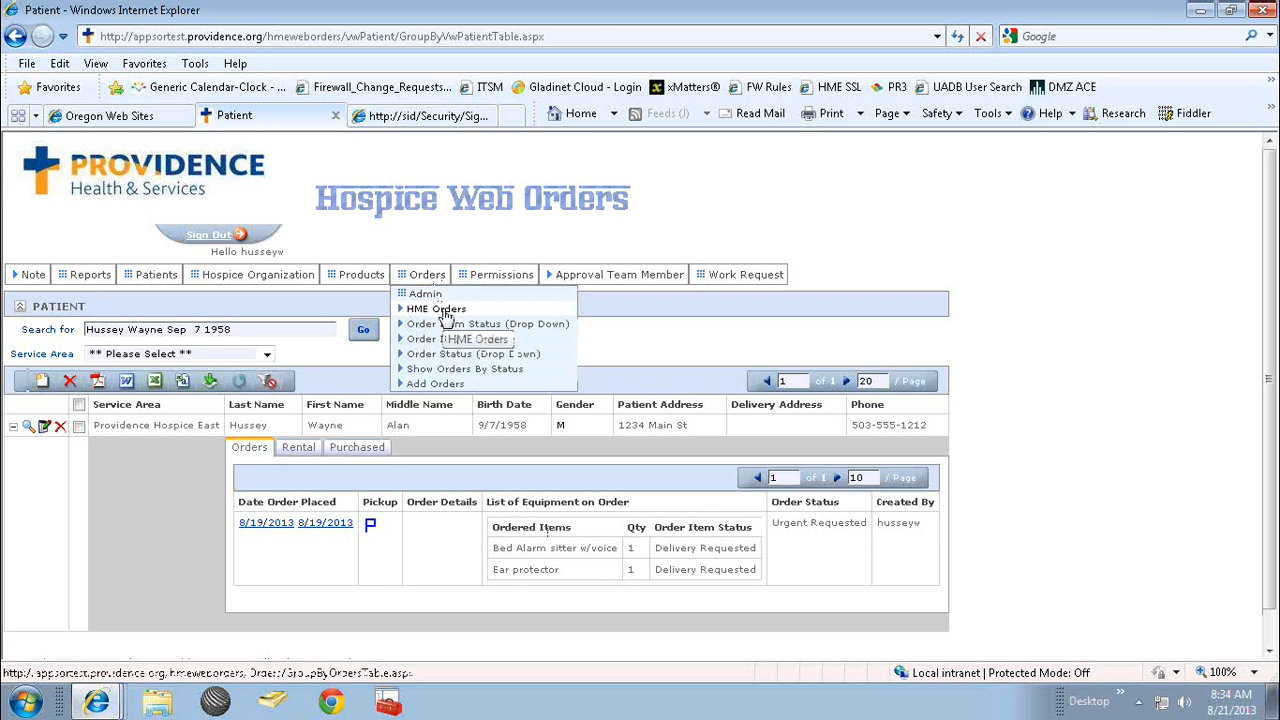 Patient - Windows Internet Explorer
http://appsortest.providence.org/hmeweborders/vwPatient/GroupByVwPatientTable.aspx
Google
File Edit View Favorites Tools Help
Favorites Generic Calendar-Clock - ... Firewall_Change_Requests... ITSM Gladinet Cloud - Login xMatters® FW Rules HME SSL PR3 UADB User Search DMZ ACE
Oregon Web Sites Patient http://sid/Security/Sig... Home Feeds (J) Read Mail Print Page Safety Tools Help Research Fiddler
PROVIDENCE
Health & Services
Hospice Web Orders
Sign Out
Hello husseyw
Note Reports Patients Hospice Organization Products Orders Permissions Approval Team Member Work Request
Admin
PATIENT
HME Orders
Search for Hussey Wayne Sep 7 1958 Go
Status (Drop Down)
Order HME Orders
Service Area ** Please Select **
Order Status (Drop Down)
Show Orders By Status
Add Orders
1 of 1 20 / Page
Service Area Last Name First Name Middle Name Birth Date Gender Patient Address Delivery Address Phone
Providence Hospice East Hussey Wayne Alan 9/7/1958 M 1234 Main St 503-555-1212
Orders Rental Purchased
1 of 1 10 / Page
Date Order Placed Pickup Order Details List of Equipment on Order Order Status Created By
8/19/2013 8/19/2013 P Urgent Requested husseyw
Ordered Items Qty Order Item Status
Bed Alarm sitter w/voice 1 Delivery Requested
Ear protector 1 Delivery Requested
Local intranet | Protected Mode: Off 100%
Desktop 8:34 AM
8/21/2013